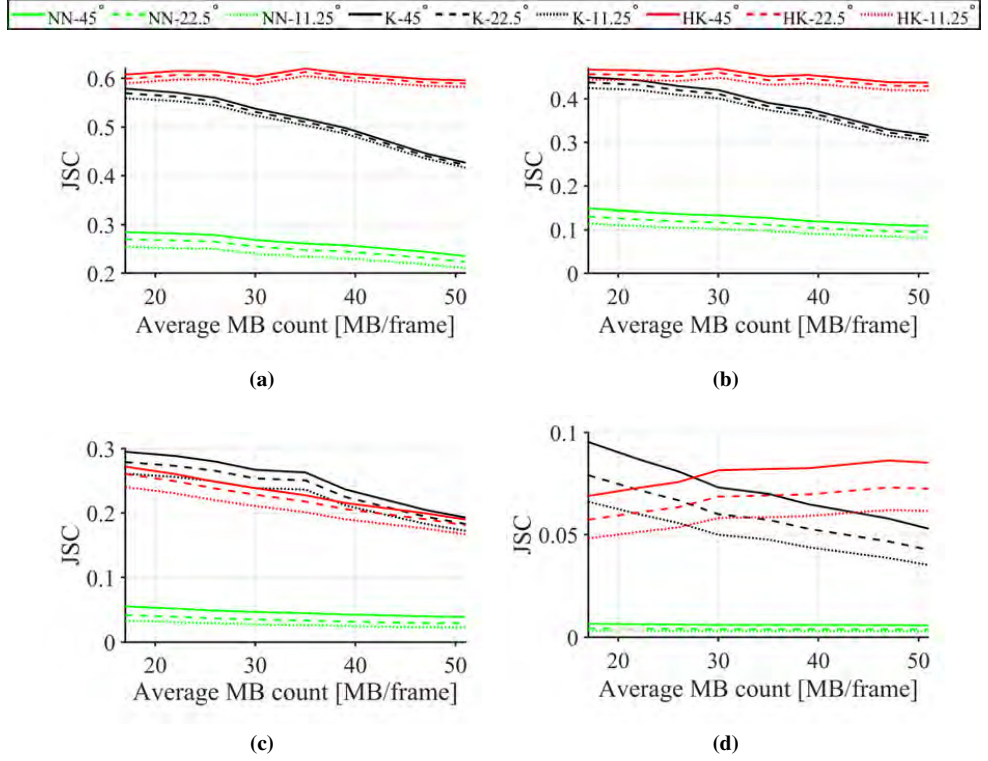 NN-45° NN-22.5° NN-11.25° K-45° K-22.5° K-11.25° HK-45° HK-22.5° HK-11.25°
0.6
0.5
0.4
0.3
0.2
JSC
20 30 40 50
Average MB count [MB/frame]
(a)
0.4
0.3
0.2
0.1
0
JSC
20 30 40 50
Average MB count [MB/frame]
(b)
0.3
0.2
0.1
0
JSC
20 30 40 50
Average MB count [MB/frame]
(c)
0.1
0.05
0
JSC
20 30 40 50
Average MB count [MB/frame]
(d)